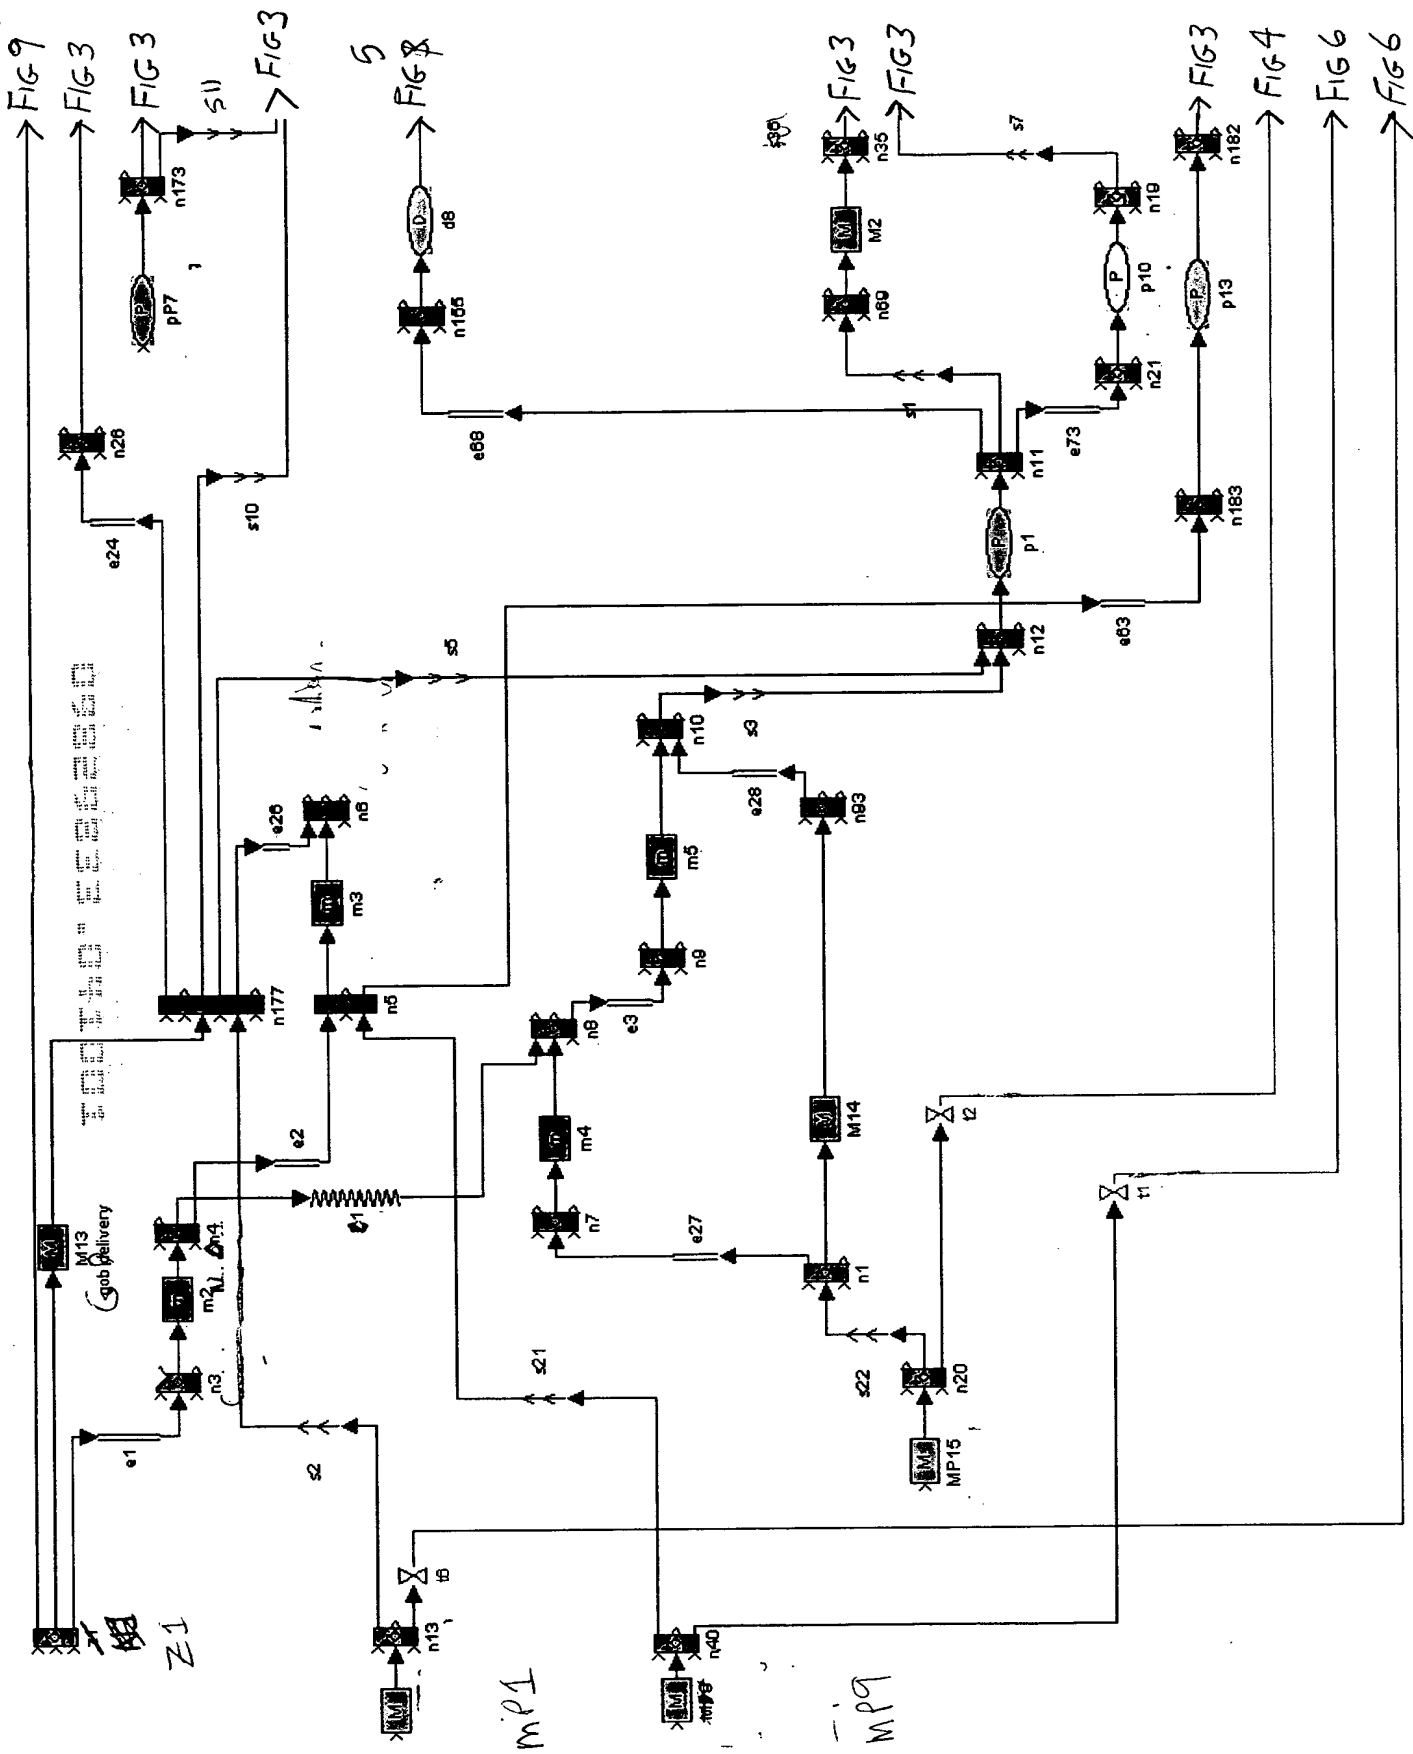 FIG 9
FIG 3
FIG 3
s11
FIG 3
5
FIG
n173
P
pP7
n26
e24
s10
D
d8
n155
e68
FIG 3
FIG 3
n35
M
M2
n69
s1
s7
n19
P
p10
n21
e73
FIG 3
n182
P
p13
n183
e63
FIG 4
FIG 6
FIG 6
n11
P
p1
n12
s5
n10
s3
e28
n93
m
m5
n9
e3
n8
n6
e26
m
m3
n5
n177
e2
M
M13
gob delivery
n4
m
m2
n3
e1
m
m4
n7
e27
M
M14
n1
t2
t1
s2
s21
s22
n20
M
MP15
Z1
n13
t6
M
MP1
n40
M
MP9